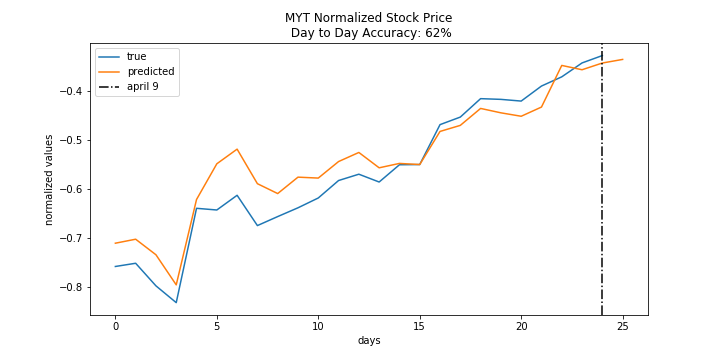 MYT Normalized Stock Price
Day to Day Accuracy: 62%
true
predicted
april 9
normalized values
−0.4
−0.5
−0.6
−0.7
−0.8
0
5
10
15
20
25
days